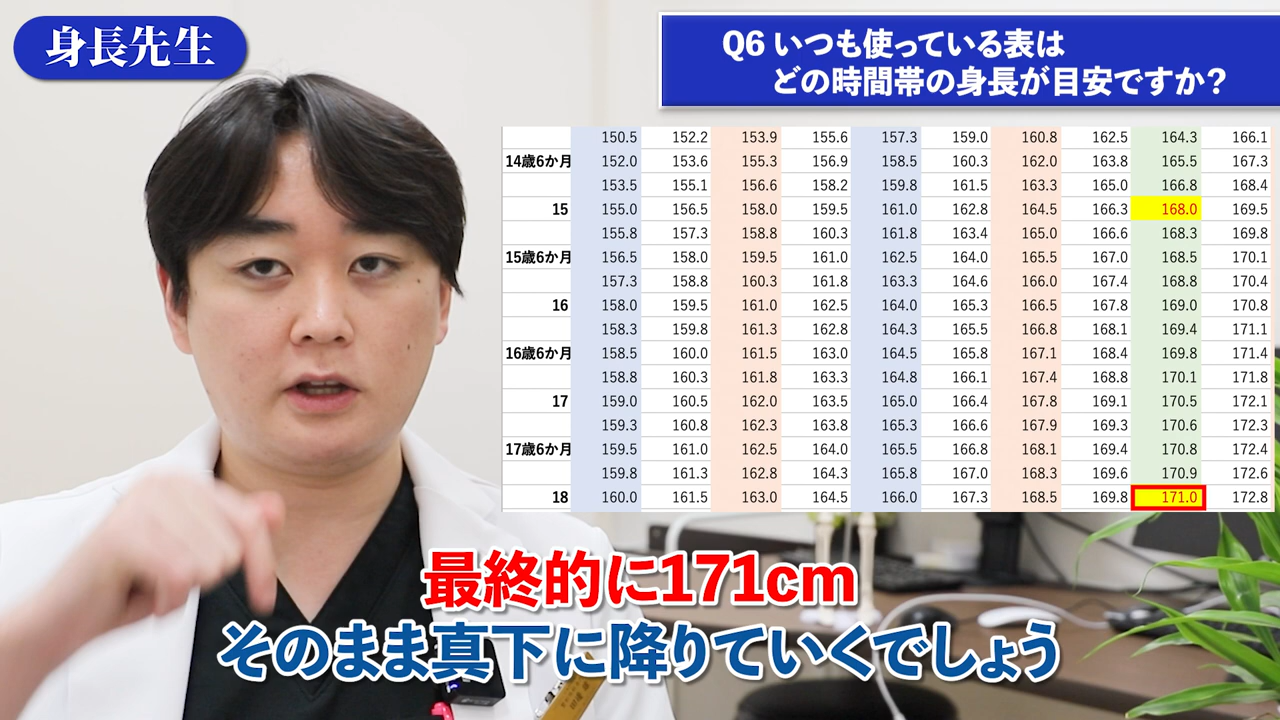 身長先生
Q6 いつも使っている表は
どの時間帯の身長が目安ですか?
150.5 152.2 153.9 155.6 157.3 159.0 160.8 162.5 164.3 166.1
14歳6か月 152.0 153.6 155.3 156.9 158.5 160.3 162.0 163.8 165.5 167.3
153.5 155.1 156.6 158.2 159.8 161.5 163.3 165.0 166.8 168.4
15 155.0 156.5 158.0 159.5 161.0 162.8 164.5 166.3 168.0 169.5
155.8 157.3 158.8 160.3 161.8 163.4 165.0 166.6 168.3 169.8
15歳6か月 156.5 158.0 159.5 161.0 162.5 164.0 165.5 167.0 168.5 170.1
157.3 158.8 160.3 161.8 163.3 164.6 166.0 167.4 168.8 170.4
16 158.0 159.5 161.0 162.5 164.0 165.3 166.5 167.8 169.0 170.8
158.3 159.8 161.3 162.8 164.3 165.5 166.8 168.1 169.4 171.1
16歳6か月 158.5 160.0 161.5 163.0 164.5 165.8 167.1 168.4 169.8 171.4
158.8 160.3 161.8 163.3 164.8 166.1 167.4 168.8 170.1 171.8
17 159.0 160.5 162.0 163.5 165.0 166.4 167.8 169.1 170.5 172.1
159.3 160.8 162.3 163.8 165.3 166.6 167.9 169.3 170.6 172.3
17歳6か月 159.5 161.0 162.5 164.0 165.5 166.8 168.1 169.4 170.8 172.4
159.8 161.3 162.8 164.3 165.8 167.0 168.3 169.6 170.9 172.6
18 160.0 161.5 163.0 164.5 166.0 167.3 168.5 169.8 171.0 172.8
最終的に171cm
そのまま真下に降りていくでしょう